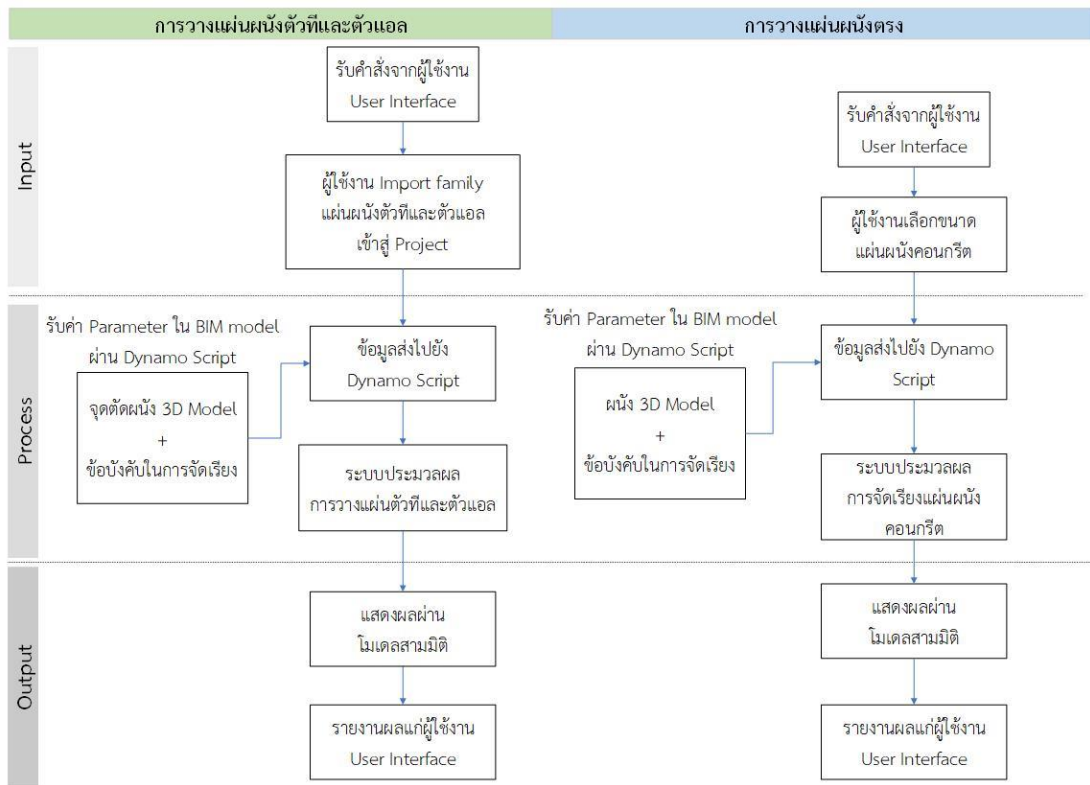 การวางแผ่นผนังตัวทีและตัวแอล
การวางแผ่นผนังตรง
Input
รับคำสั่งจากผู้ใช้งาน
User Interface
ผู้ใช้งาน Import family
แผ่นผนังตัวทีและตัวแอล
เข้าสู่ Project
รับคำสั่งจากผู้ใช้งาน
User Interface
ผู้ใช้งานเลือกขนาด
แผ่นผนังคอนกรีต
Process
รับค่า Parameter ใน BIM model
ผ่าน Dynamo Script
จุดตัดผนัง 3D Model
+
ข้อบังคับในการจัดเรียง
ข้อมูลส่งไปยัง
Dynamo Script
ระบบประมวลผล
การวางแผ่นตัวทีและตัวแอล
รับค่า Parameter ใน BIM model
ผ่าน Dynamo Script
ผนัง 3D Model
+
ข้อบังคับในการจัดเรียง
ข้อมูลส่งไปยัง Dynamo
Script
ระบบประมวลผล
การจัดเรียงแผ่นผนัง
คอนกรีต
Output
แสดงผลผ่าน
โมเดลสามมิติ
รายงานผลแก่ผู้ใช้งาน
User Interface
แสดงผลผ่าน
โมเดลสามมิติ
รายงานผลแก่ผู้ใช้งาน
User Interface